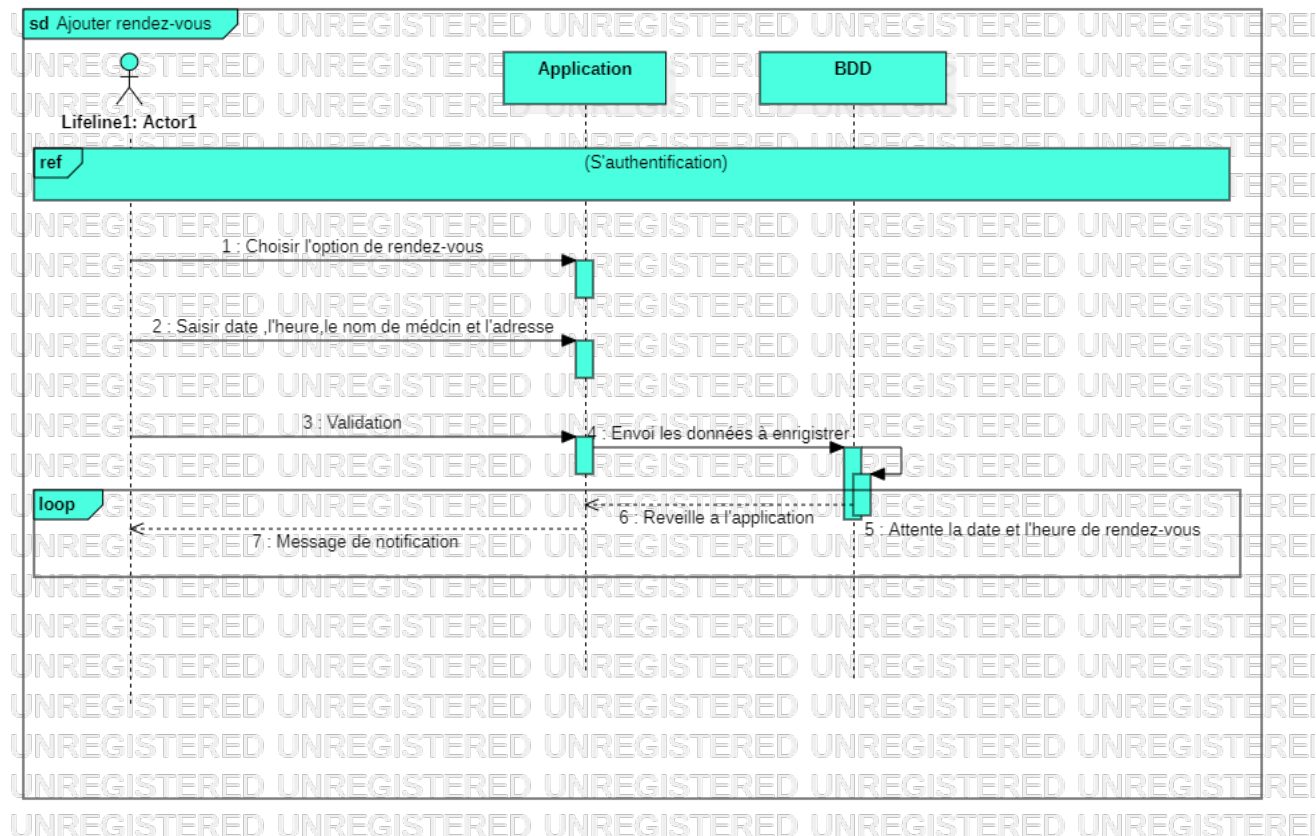 sd Ajouter rendez-vous
Application
BDD
Lifeline1: Actor1
ref
(S'authentification)
1 : Choisir l'option de rendez-vous
2 : Saisir date ,l'heure,le nom de médcin et l'adresse
3 : Validation
4 : Envoi les données à enrigistrer
loop
6 : Reveille a l'application
5 : Attente la date et l'heure de rendez-vous
7 : Message de notification
UNREGISTERED UNREGISTERED UNREGISTERED UNREGISTERED